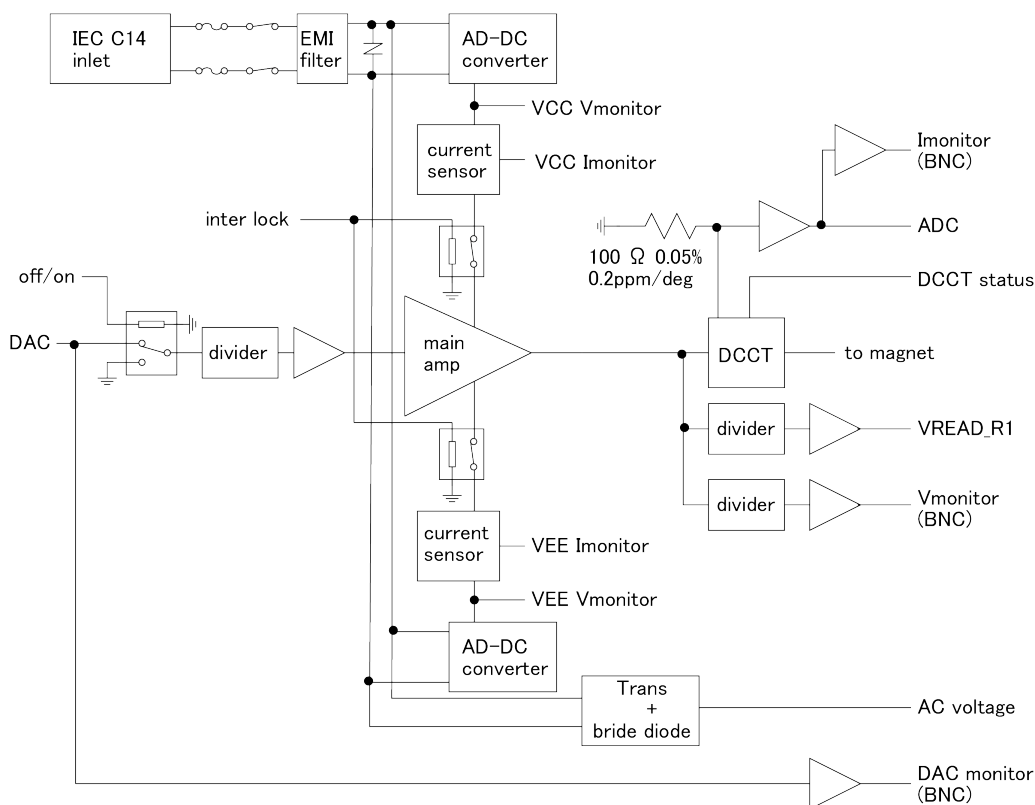 IEC C14
inlet
EMI
filter
AD-DC
converter
VCC Vmonitor
current
sensor
VCC Imonitor
Imonitor
(BNC)
inter lock
ADC
100 Ω 0.05%
0.2ppm/deg
off/on
DCCT status
DAC
divider
main
amp
DCCT
to magnet
divider
VREAD_R1
divider
Vmonitor
(BNC)
current
sensor
VEE Imonitor
VEE Vmonitor
AD-DC
converter
Trans
+
bride diode
AC voltage
DAC monitor
(BNC)